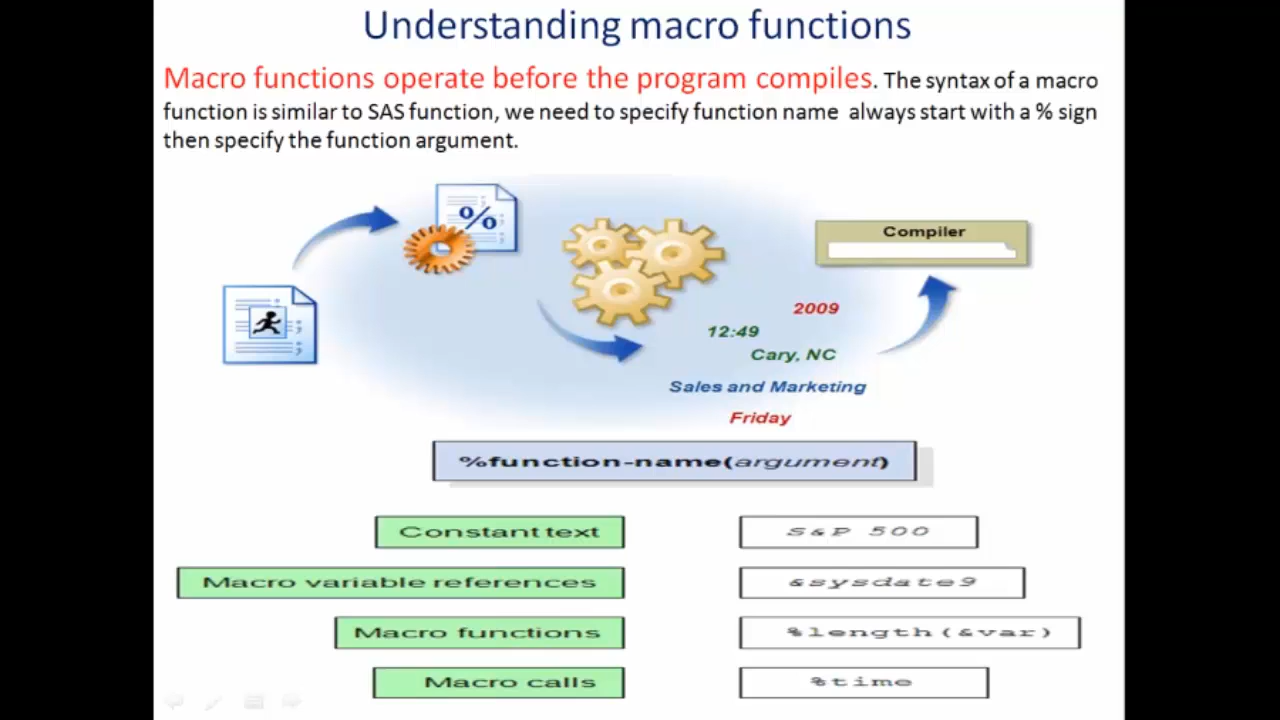 Understanding macro functions
Macro functions operate before the program compiles. The syntax of a macro
function is similar to SAS function, we need to specify function name  always start with a % sign
then specify the function argument.
%
Compiler
2009
12:49
Cary, NC
Sales and Marketing
Friday
%function-name(argument)
Constant text
S&P 500
Macro variable references
&sysdate9
Macro functions
%length(&var)
Macro calls
%time